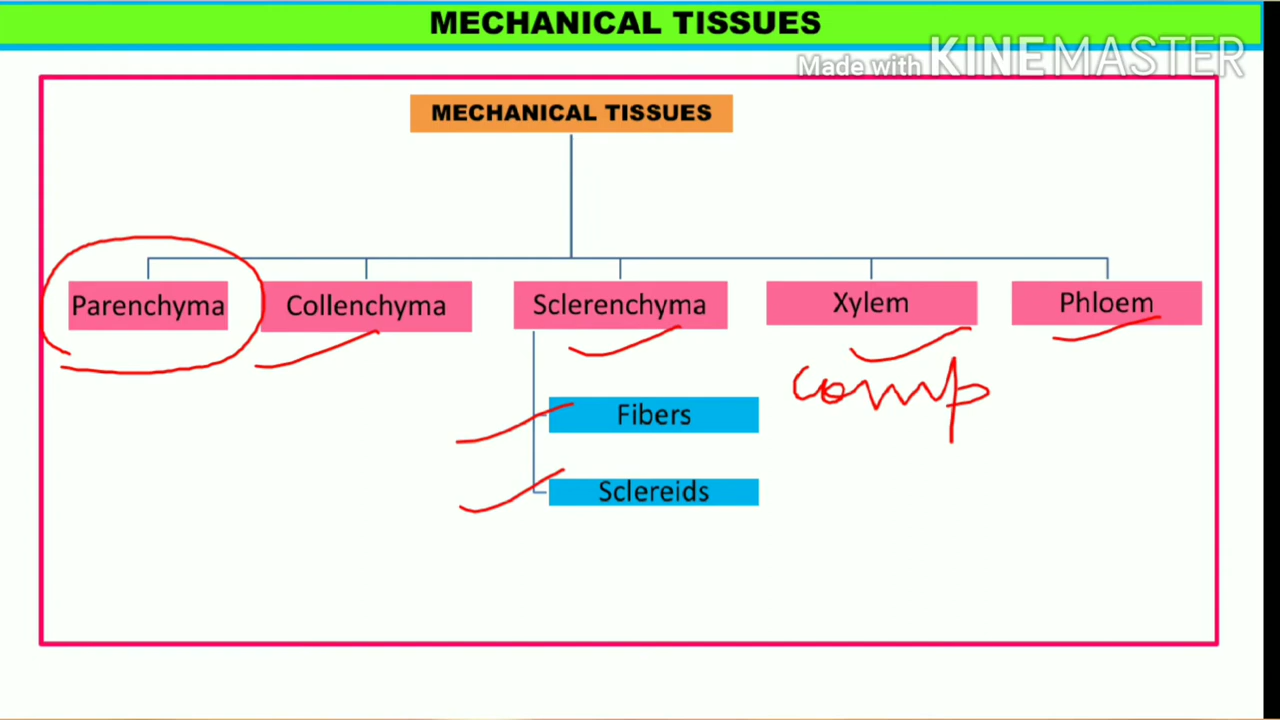 MECHANICAL TISSUES
Made with KINEMASTER
MECHANICAL TISSUES
Parenchyma Collenchyma Sclerenchyma Xylem Phloem
comp
Fibers
Sclereids